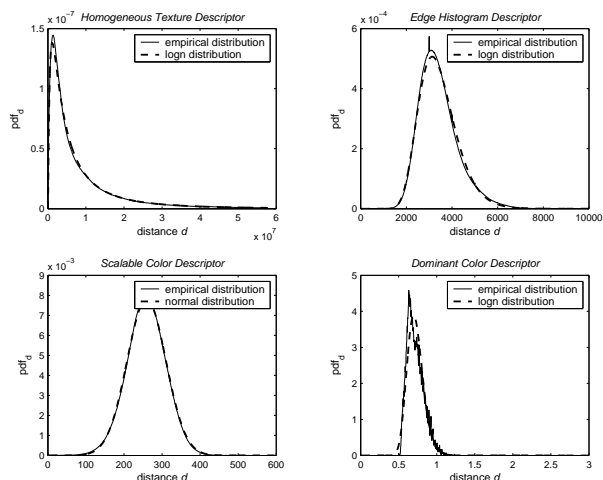 Homogeneous Texture Descriptor
x 10⁻⁷
1.5
1
0.5
0
empirical distribution
logn distribution
pdf_d
0 1 2 3 4 5 6
x 10⁷
distance d
Edge Histogram Descriptor
x 10⁻⁴
6
4
2
0
empirical distribution
logn distribution
pdf_d
0 2000 4000 6000 8000 10000
distance d
Scalable Color Descriptor
x 10⁻³
9
8
7
6
5
4
3
2
1
0
empirical distribution
normal distribution
pdf_d
0 100 200 300 400 500 600
distance d
Dominant Color Descriptor
5
4
3
2
1
0
empirical distribution
logn distribution
pdf_d
0 0.5 1 1.5 2 2.5 3
distance d